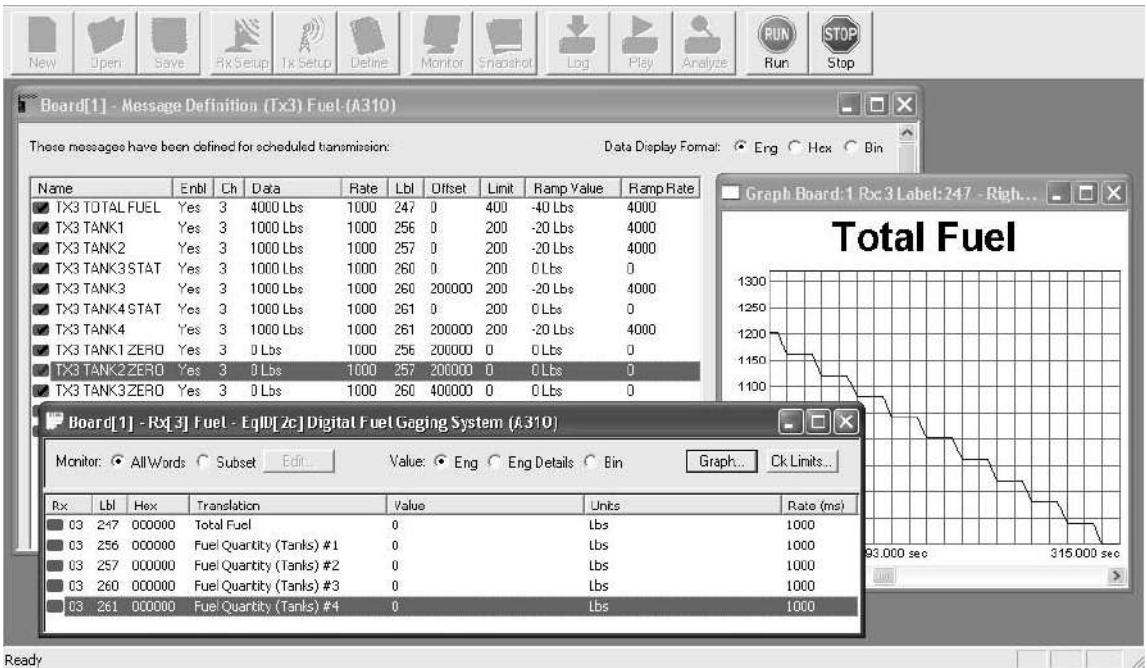 New Open Save Rx Setup Tx Setup Define Monitor Snapshot Log Play Analyze RUN Run STOP Stop
Board[1] - Message Definition (Tx3) Fuel-(A310)
These messages have been defined for scheduled transmission:
Data Display Format: Eng Hex Bin
Name Enbl Ch Data Rate Lbl Offset Limit Ramp Value Ramp Rate
TX3 TOTAL FUEL Yes 3 4000 Lbs 1000 247 0 400 -40 Lbs 4000
TX3 TANK1 Yes 3 1000 Lbs 1000 256 0 200 -20 Lbs 4000
TX3 TANK2 Yes 3 1000 Lbs 1000 257 0 200 -20 Lbs 4000
TX3 TANK3 STAT Yes 3 1000 Lbs 1000 260 0 200 0 Lbs 0
TX3 TANK3 Yes 3 1000 Lbs 1000 260 200000 200 -20 Lbs 4000
TX3 TANK4 STAT Yes 3 1000 Lbs 1000 261 0 200 0 Lbs 0
TX3 TANK4 Yes 3 1000 Lbs 1000 261 200000 200 -20 Lbs 4000
TX3 TANK1 ZERO Yes 3 0 Lbs 1000 256 200000 0 0 Lbs 0
TX3 TANK2 ZERO Yes 3 0 Lbs 1000 257 200000 0 0 Lbs 0
TX3 TANK3 ZERO Yes 3 0 Lbs 1000 260 400000 0 0 Lbs 0
Graph Board:1 Rx:3 Label:247 - Righ...
Total Fuel
1300
1250
1200
1150
1100
93.000 sec 315.000 sec
Board[1] - Rx[3] Fuel - EqID[2c] Digital Fuel Gaging System (A310)
Monitor: All Words Subset Edit... Value: Eng Eng Details Bin Graph... Ck Limits...
Rx Lbl Hex Translation Value Units Rate (ms)
03 247 000000 Total Fuel 0 Lbs 1000
03 256 000000 Fuel Quantity (Tanks) #1 0 Lbs 1000
03 257 000000 Fuel Quantity (Tanks) #2 0 Lbs 1000
03 260 000000 Fuel Quantity (Tanks) #3 0 Lbs 1000
03 261 000000 Fuel Quantity (Tanks) #4 0 Lbs 1000
Ready